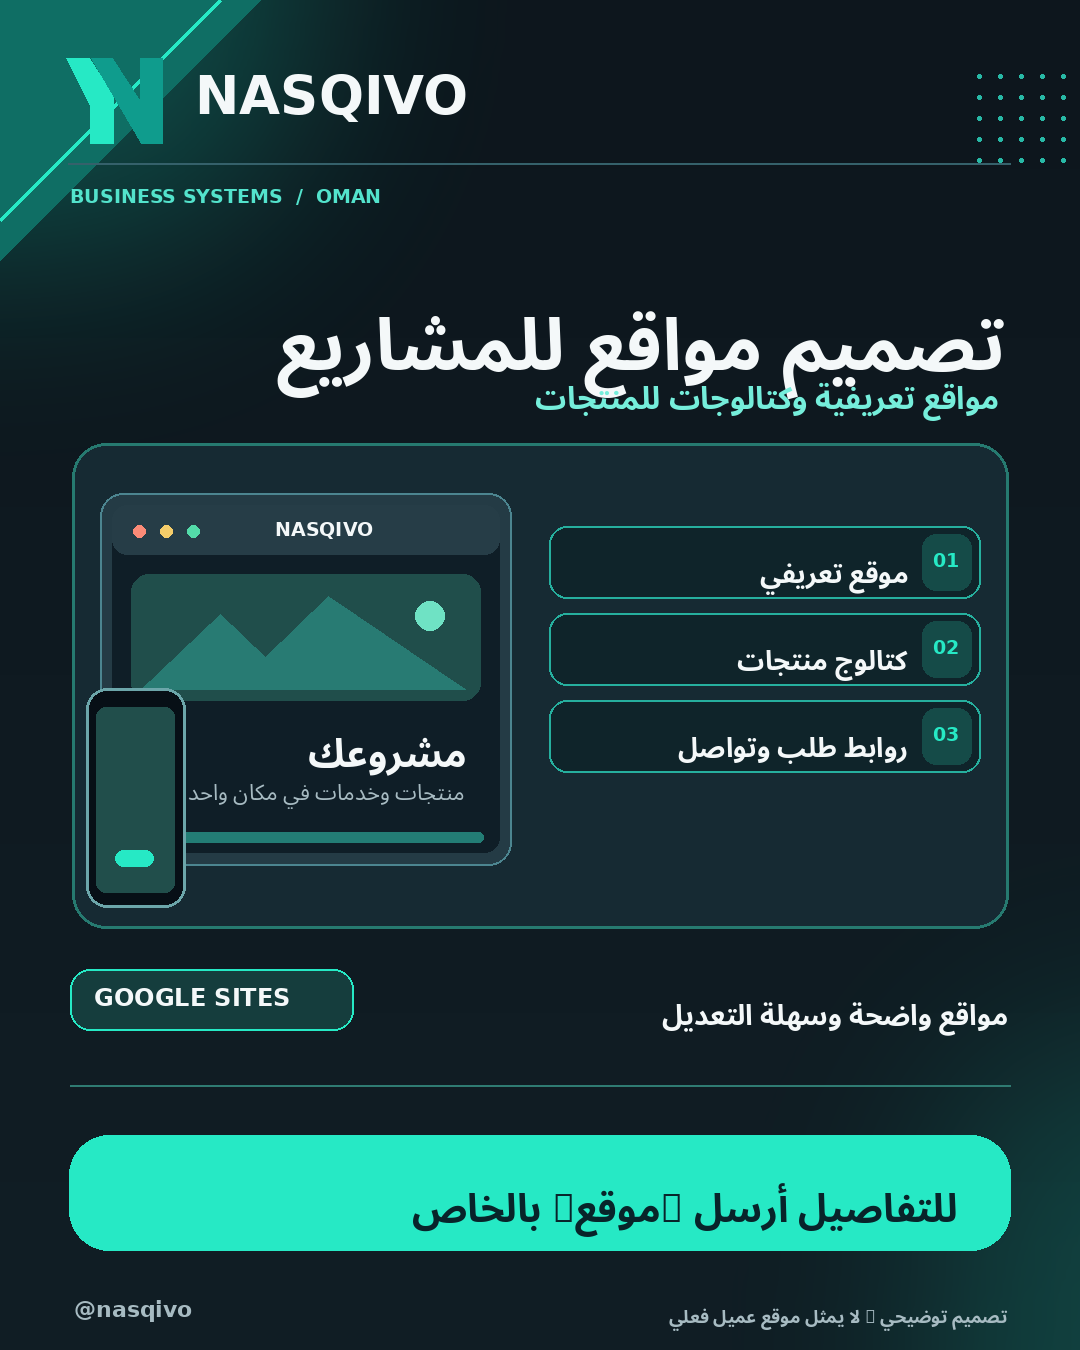 NASQIVO
BUSINESS SYSTEMS / OMAN
تصميم مواقع للمشاريع
مواقع تعريفية وكتالوجات للمنتجات
NASQIVO
مشروعك
منتجات وخدمات في مكان واحد
01 موقع تعريفي
02 كتالوج منتجات
03 روابط طلب وتواصل
GOOGLE SITES
مواقع واضحة وسهلة التعديل
للتفاصيل أرسل ▯موقع▯ بالخاص
@nasqivo
تصميم توضيحي ▯ لا يمثل موقع عميل فعلي